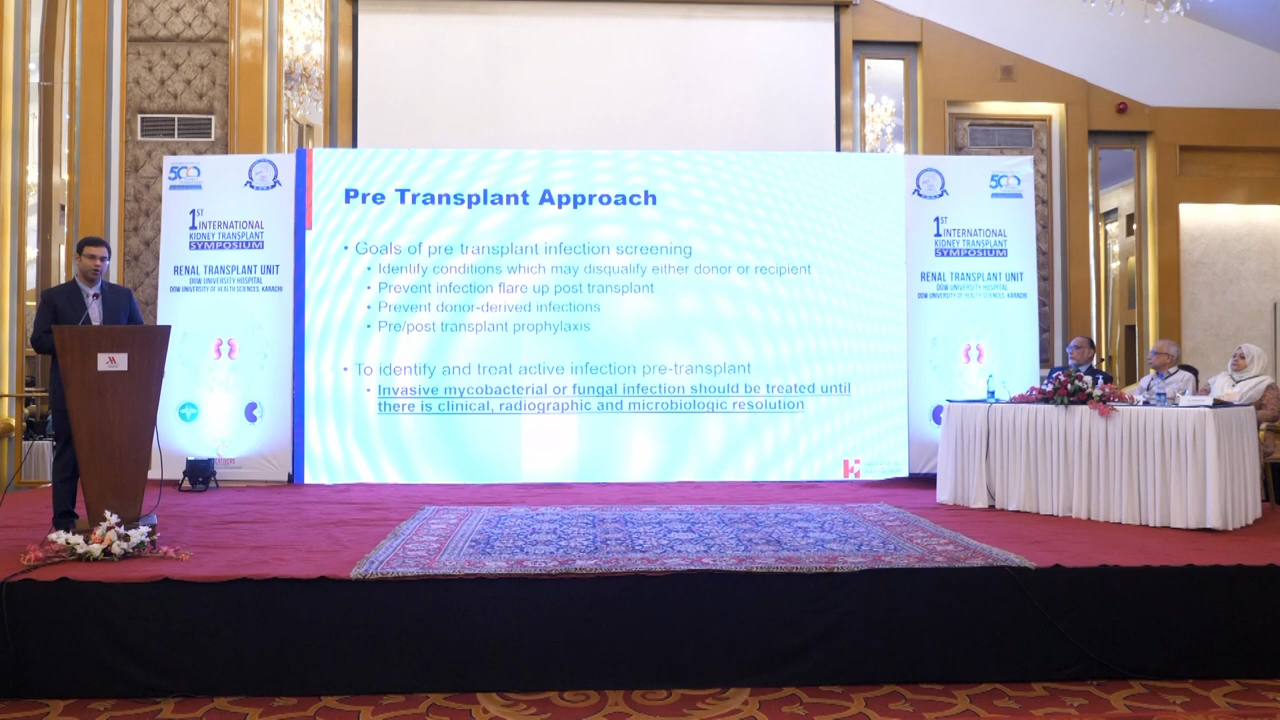 500
1ST
INTERNATIONAL
KIDNEY TRANSPLANT
SYMPOSIUM
RENAL TRANSPLANT UNIT
DOW UNIVERSITY HOSPITAL
DOW UNIVERSITY OF HEALTH SCIENCES, KARACHI
Pre Transplant Approach
• Goals of pre transplant infection screening
• Identify conditions which may disqualify either donor or recipient
• Prevent infection flare up post transplant
• Prevent donor-derived infections
• Pre/post transplant prophylaxis
• To identify and treat active infection pre-transplant
• Invasive mycobacterial or fungal infection should be treated until
there is clinical, radiographic and microbiologic resolution
500
1ST
INTERNATIONAL
KIDNEY TRANSPLANT
SYMPOSIUM
RENAL TRANSPLANT UNIT
DOW UNIVERSITY HOSPITAL
DOW UNIVERSITY OF HEALTH SCIENCES, KARACHI